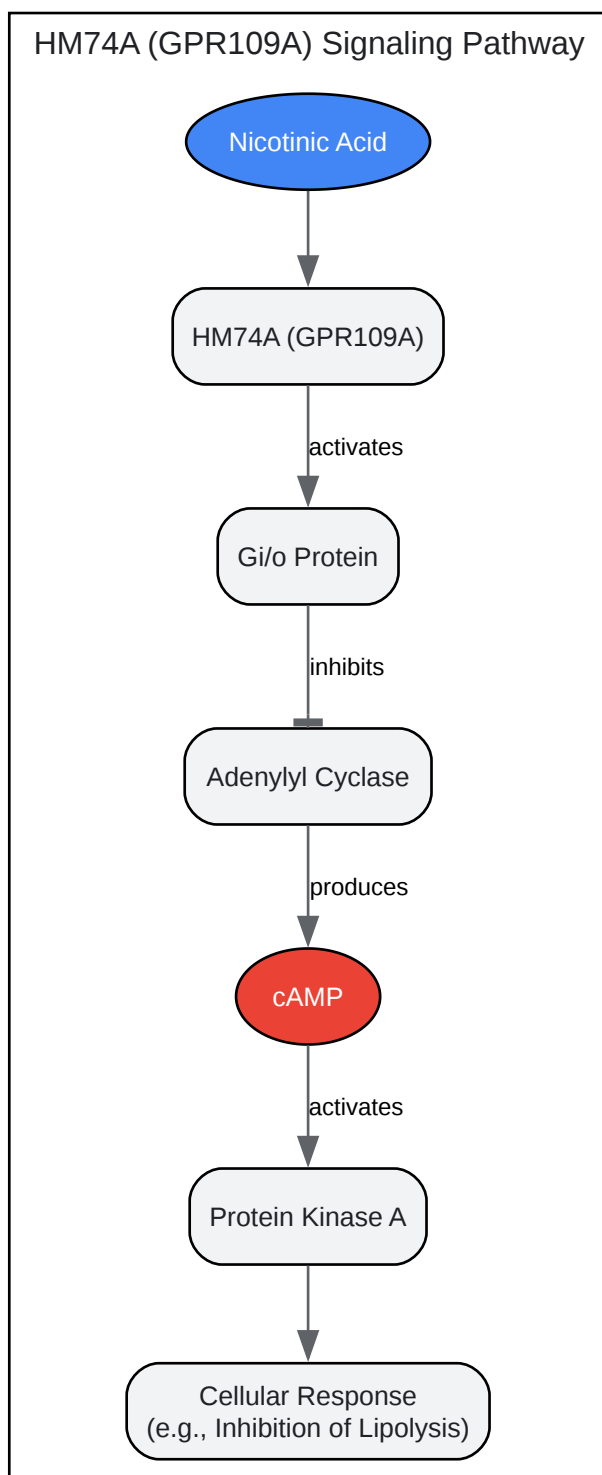 HM74A (GPR109A) Signaling Pathway
Nicotinic Acid
HM74A (GPR109A)
activates
Gi/o Protein
inhibits
Adenylyl Cyclase
produces
cAMP
activates
Protein Kinase A
Cellular Response
(e.g., Inhibition of Lipolysis)